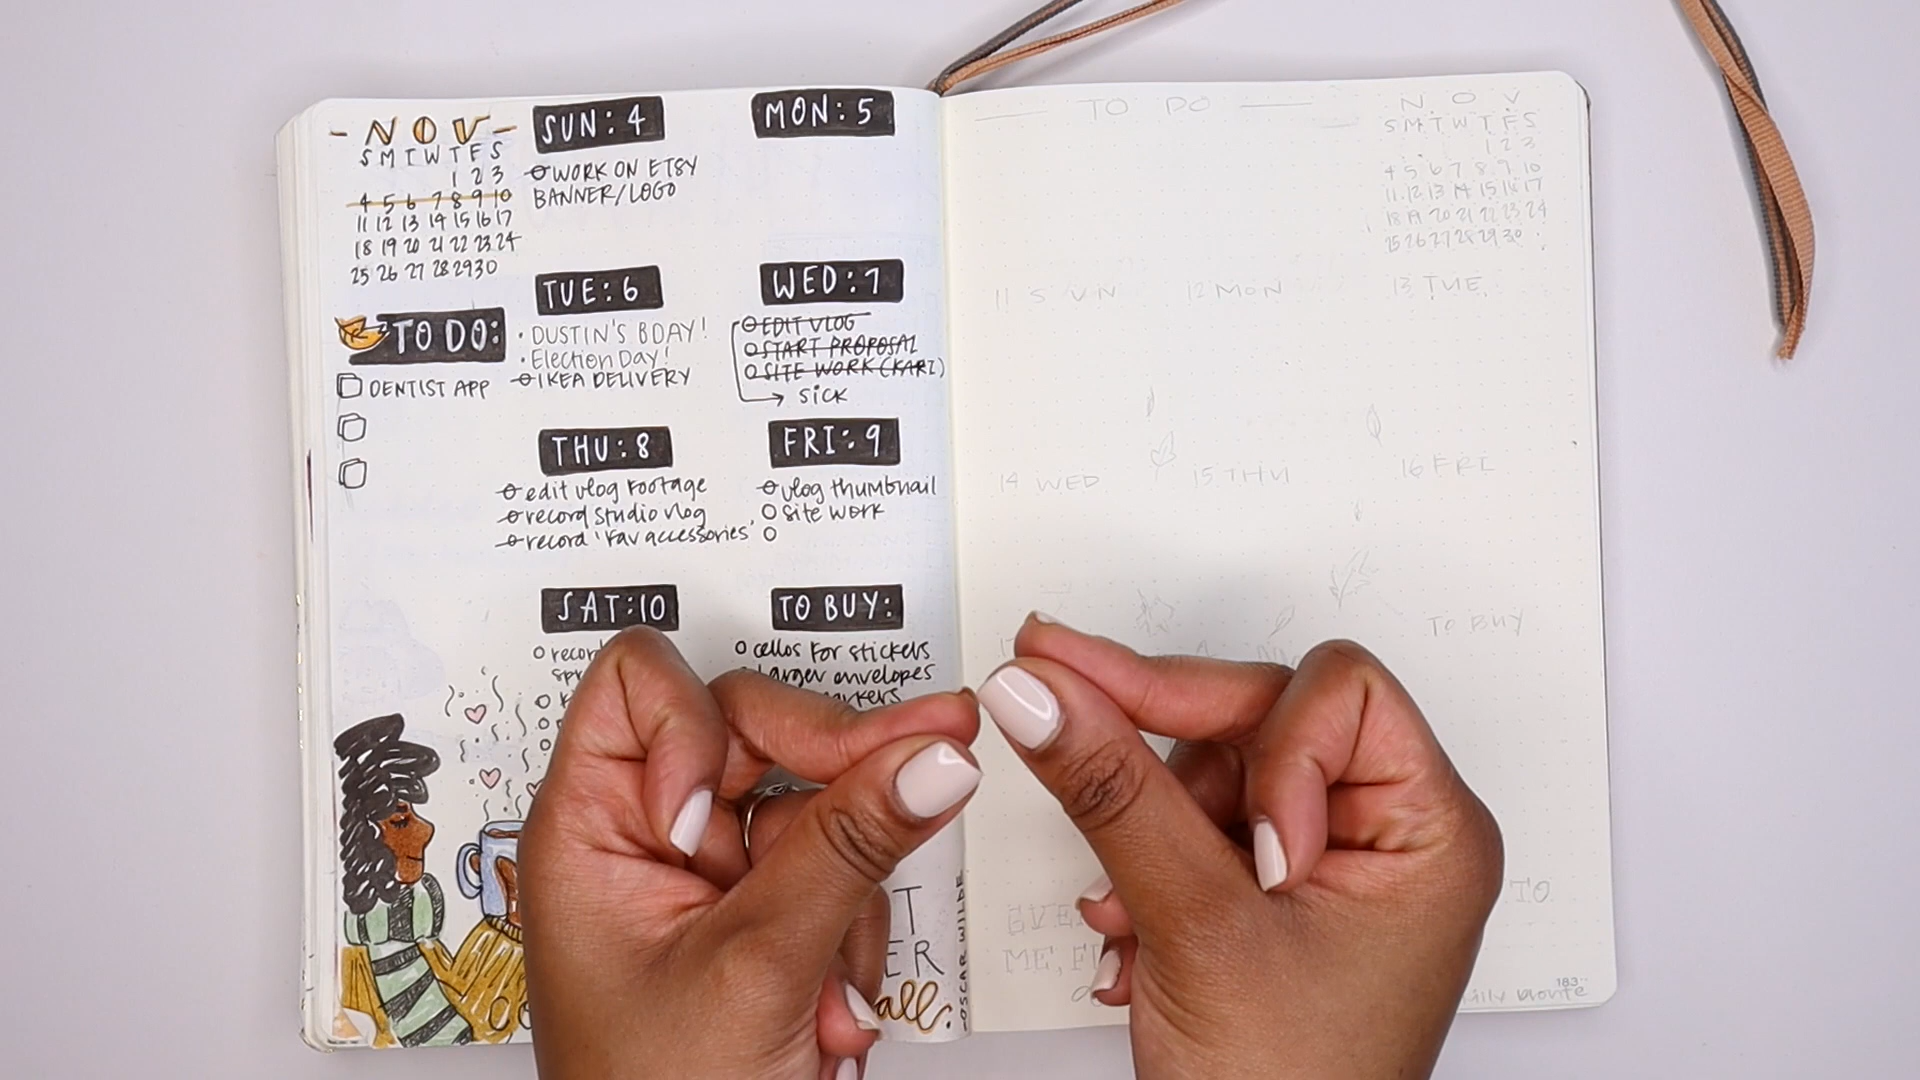 - NOV -
S M T W T F S
1 2 3
4 5 6 7 8 9 10
11 12 13 14 15 16 17
18 19 20 21 22 23 24
25 26 27 28 29 30
TO DO:
DENTIST APP
SUN: 4
WORK ON ETSY
BANNER/LOGO
MON: 5
TUE: 6
• DUSTIN'S BDAY!
• Election Day!
IKEA DELIVERY
WED: 7
EDIT VLOG
START PROPOSAL
SITE WORK (KARI)
→ SICK
THU: 8
edit vlog footage
record studio vlog
record 'fav accessories'
FRI: 9
vlog thumbnail
site work
SAT: 10
TO BUY:
cellos for stickers
larger envelopes
all.
OSCAR WILDE
TO DO
NOV
S M T W T F S
1 2 3
4 5 6 7 8 9 10
11 12 13 14 15 16 17
18 19 20 21 22 23 24
25 26 27 28 29 30
11 SUN
12 MON
13 TUE
14 WED
15 THU
16 FRI
TO BUY
TO
ME,
183
Bronte